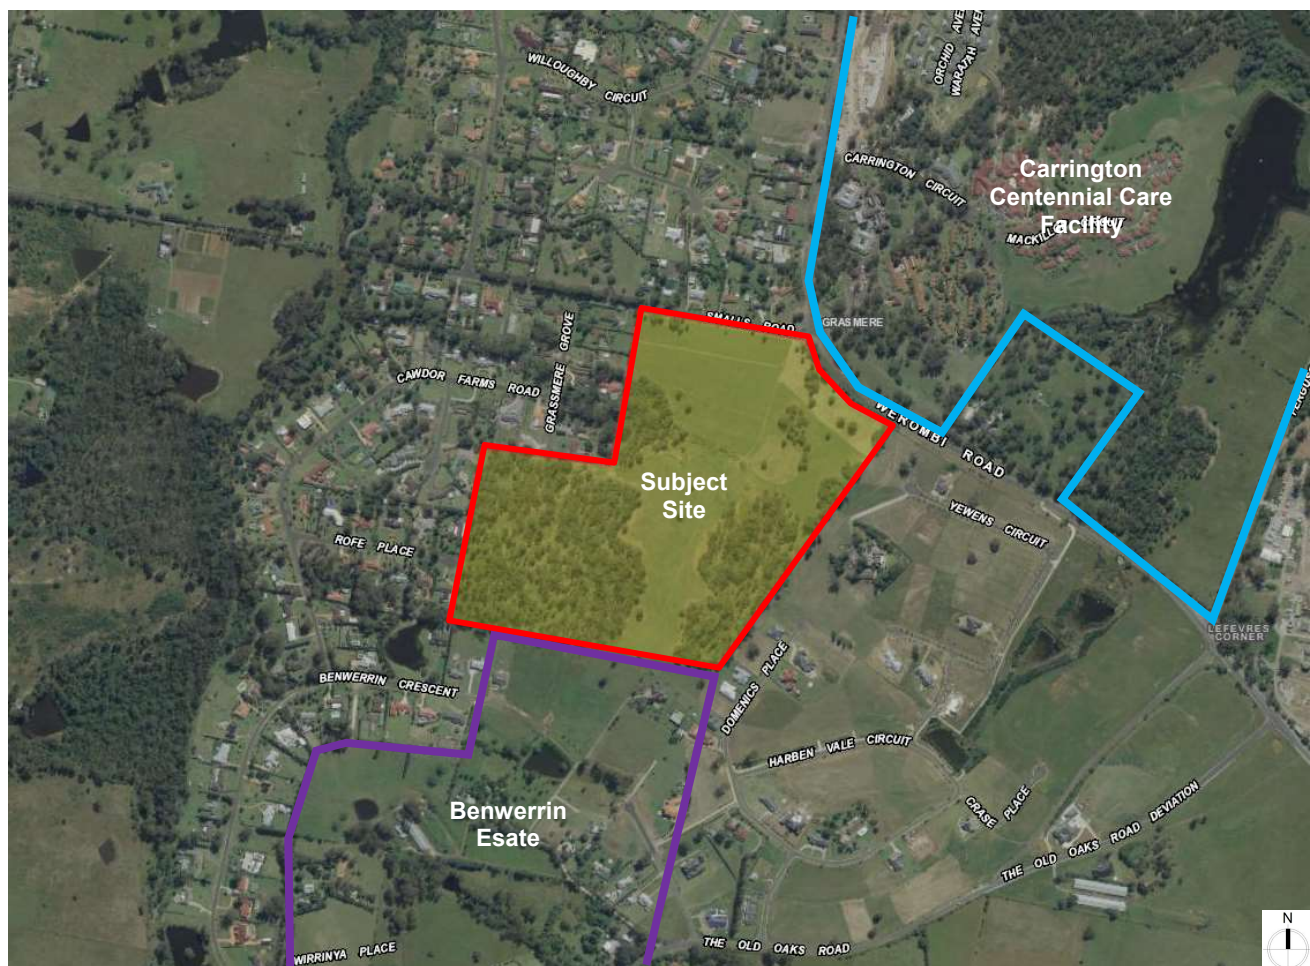 ORCHID AVE
WARATAH AVE
WILLOUGHBY CIRCUIT
CARRINGTON CIRCUIT
Carrington
Centennial Care
Facility
CIRCUIT
SMALLS ROAD
GRASMERE
GRASSMERE GROVE
CAWDOR FARMS ROAD
WEROMBI ROAD
Subject
Site
YEWENS CIRCUIT
ROFE PLACE
LEFEVRES
CORNER
BENWERRIN CRESCENT
DOMENICS PLACE
HARBEN VALE CIRCUIT
CRASE PLACE
Benwerrin
Esate
THE OLD OAKS ROAD DEVIATION
THE OLD OAKS ROAD
WIRRINYA PLACE
N